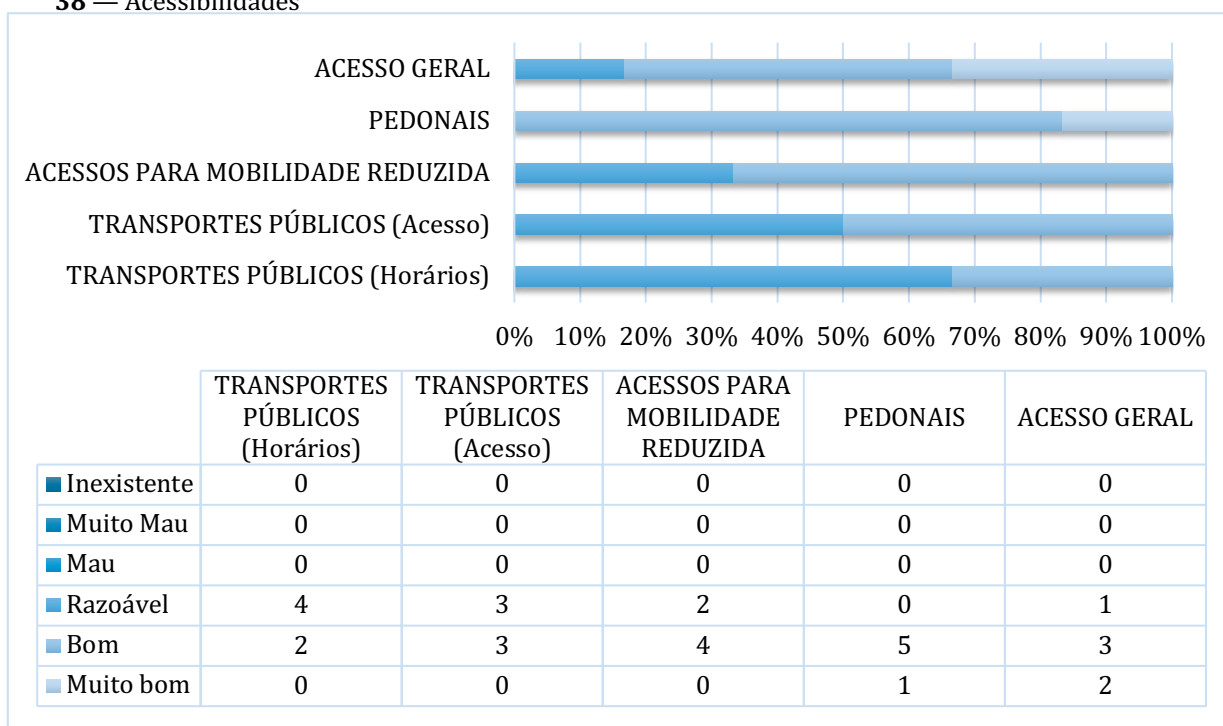 38 — Acessibilidades
ACESSO GERAL
PEDONAIS
ACESSOS PARA MOBILIDADE REDUZIDA
TRANSPORTES PÚBLICOS (Acesso)
TRANSPORTES PÚBLICOS (Horários)
0% 10% 20% 30% 40% 50% 60% 70% 80% 90% 100%
TRANSPORTES PÚBLICOS (Horários) TRANSPORTES PÚBLICOS (Acesso) ACESSOS PARA MOBILIDADE REDUZIDA PEDONAIS ACESSO GERAL
Inexistente 0 0 0 0 0
Muito Mau 0 0 0 0 0
Mau 0 0 0 0 0
Razoável 4 3 2 0 1
Bom 2 3 4 5 3
Muito bom 0 0 0 1 2